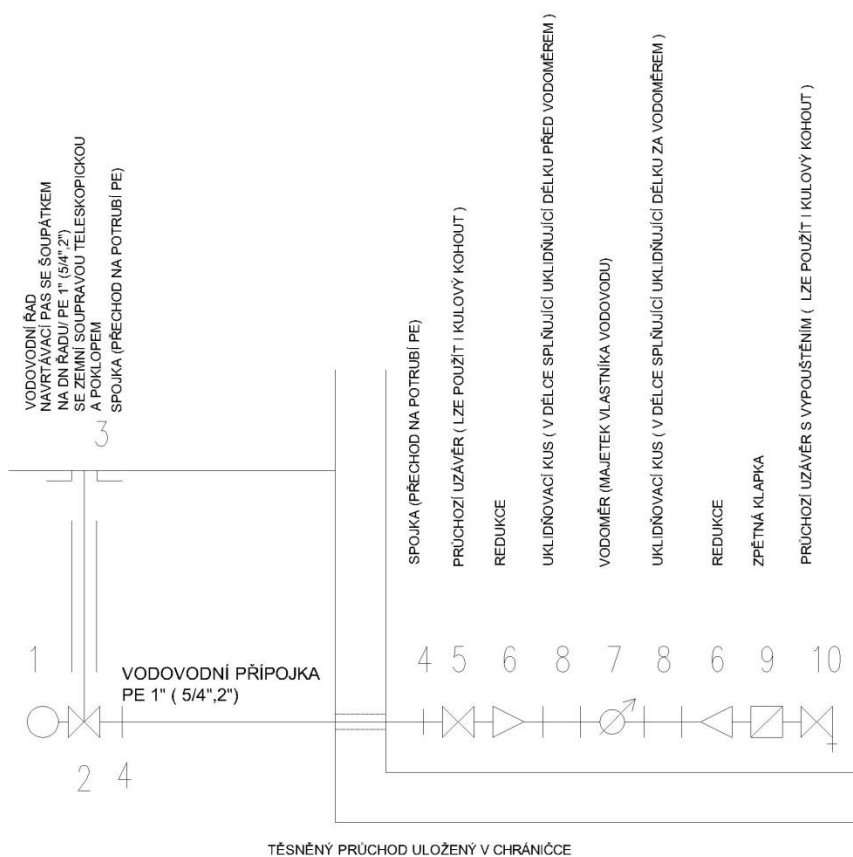 VODOVODNÍ ŘAD
NAVRTÁVACÍ PAS SE ŠOUPÁTKEM
NA DN ŘADU/ PE 1" (5/4",2")
SE ZEMNÍ SOUPRAVOU TELESKOPICKOU
A POKLOPEM
SPOJKA (PŘECHOD NA POTRUBÍ PE)
SPOJKA (PŘECHOD NA POTRUBÍ PE)
PRŮCHOZÍ UZÁVĚR ( LZE POUŽÍT I KULOVÝ KOHOUT )
REDUKCE
UKLIDŇOVACÍ KUS ( V DÉLCE SPLŇUJÍCÍ UKLIDŇUJÍCÍ DÉLKU PŘED VODOMĚREM )
VODOMĚR (MAJETEK VLASTNÍKA VODOVODU)
UKLIDŇOVACÍ KUS ( V DÉLCE SPLŇUJÍCÍ UKLIDŇUJÍCÍ DÉLKU ZA VODOMĚREM )
REDUKCE
ZPĚTNÁ KLAPKA
PRŮCHOZÍ UZÁVĚR S VYPOUŠTĚNÍM ( LZE POUŽÍT I KULOVÝ KOHOUT )
3
1
VODOVODNÍ PŘÍPOJKA
PE 1" ( 5/4",2")
4 5 6 8 7 8 6 9 10
2 4
TĚSNĚNÝ PRŮCHOD ULOŽENÝ V CHRÁNIČCE